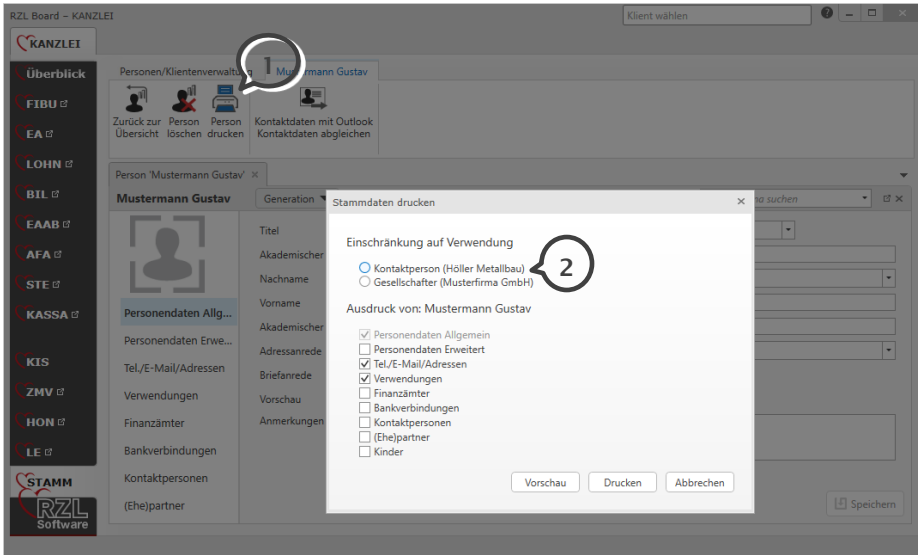 RZL Board – KANZLEI
Klient wählen
KANZLEI
Überblick
FIBU
EA
LOHN
BIL
EAAB
AFA
STE
KASSA
KIS
ZMV
HON
LE
STAMM
RZL
Software
Personen/Klientenverwaltung
Mustermann Gustav
1
Zurück zur Übersicht
Person löschen
Person drucken
Kontaktdaten mit Outlook
Kontaktdaten abgleichen
Person 'Mustermann Gustav'
Mustermann Gustav
Generation
suchen
Personendaten Allg...
Personendaten Erwe...
Tel./E-Mail/Adressen
Verwendungen
Finanzämter
Bankverbindungen
Kontaktpersonen
(Ehe)partner
Titel
Akademischer
Nachname
Vorname
Akademischer
Adressanrede
Briefanrede
Vorschau
Anmerkungen
Stammdaten drucken
Einschränkung auf Verwendung
Kontaktperson (Höller Metallbau)
2
Gesellschafter (Musterfirma GmbH)
Ausdruck von: Mustermann Gustav
Personendaten Allgemein
Personendaten Erweitert
Tel./E-Mail/Adressen
Verwendungen
Finanzämter
Bankverbindungen
Kontaktpersonen
(Ehe)partner
Kinder
Vorschau
Drucken
Abbrechen
Speichern